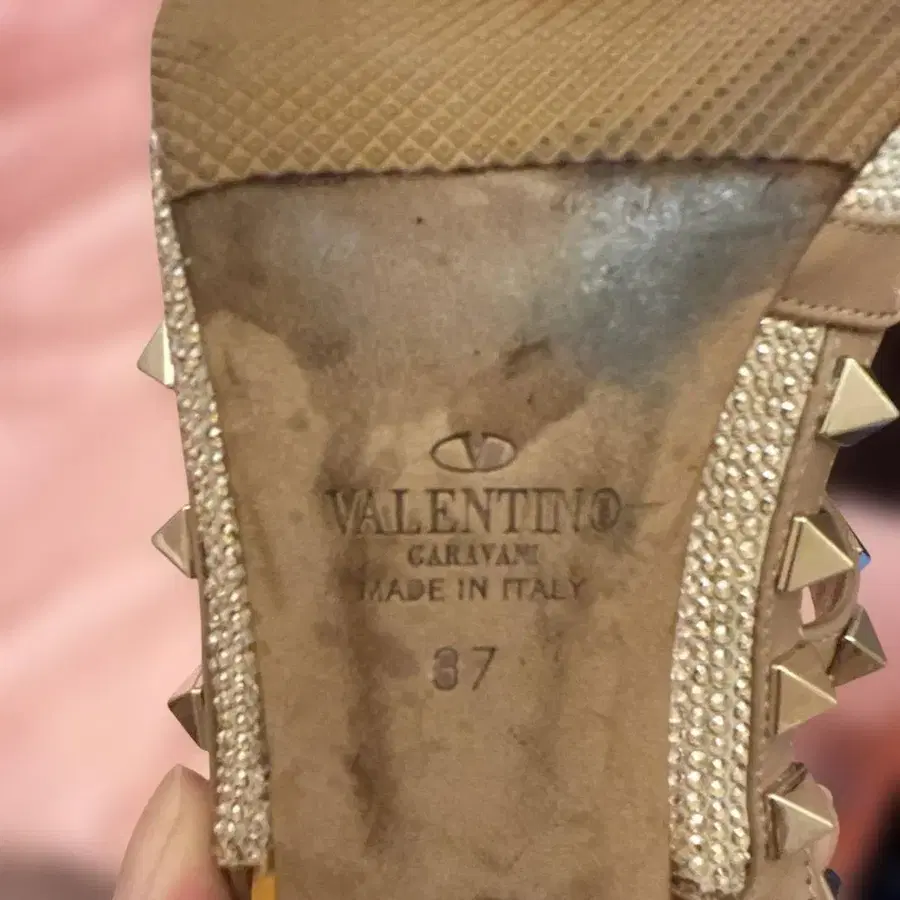 VALENTINO
GARAVANI
MADE IN ITALY
37